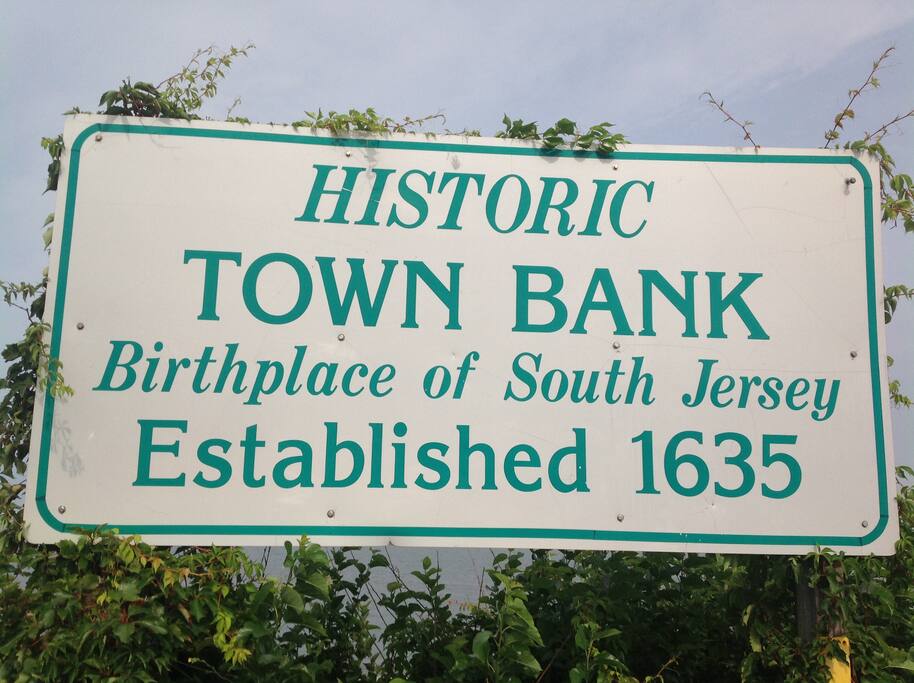 HISTORIC
TOWN BANK
Birthplace of South Jersey
Established 1635